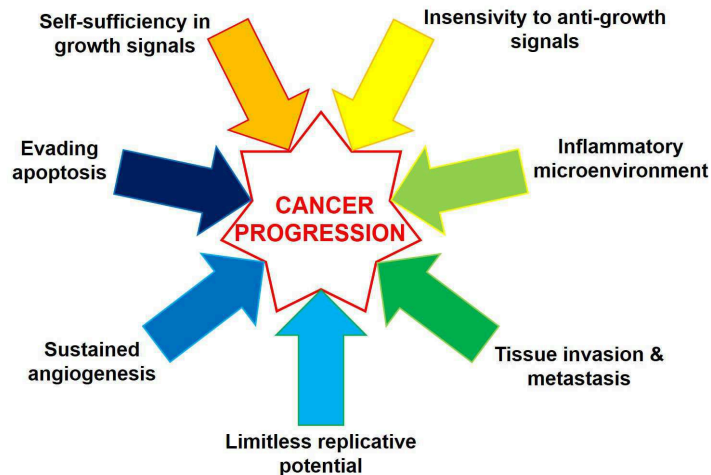 Self-sufficiency in
growth signals
Insensivity to anti-growth
signals
Evading
apoptosis
Inflammatory
microenvironment
CANCER
PROGRESSION
Sustained
angiogenesis
Tissue invasion &
metastasis
Limitless replicative
potential